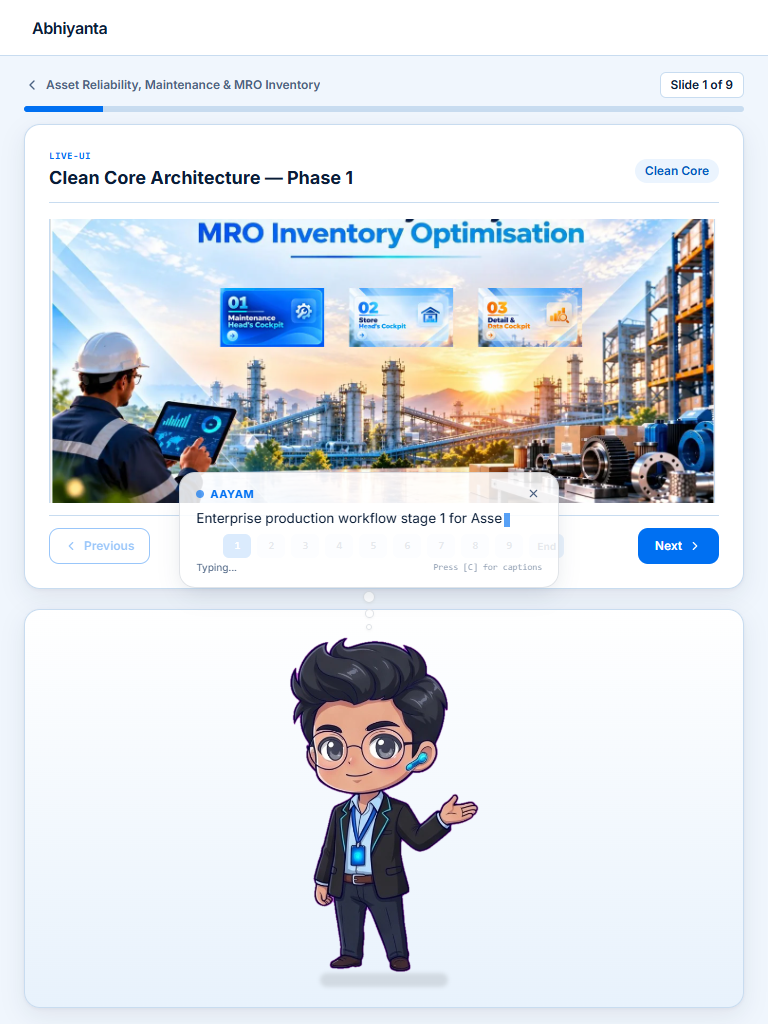 Abhiyanta
Asset Reliability, Maintenance & MRO Inventory
Slide 1 of 9
LIVE-UI
Clean Core Architecture — Phase 1
Clean Core
MRO Inventory Optimisation
01
Maintenance
Head's Cockpit
02
Store
Head's Cockpit
03
Detail &
Data Cockpit
AAYAM
Enterprise production workflow stage 1 for Asse
Previous
1 2 3 4 5 6 7 8 9 End
Next
Typing...
Press [C] for captions